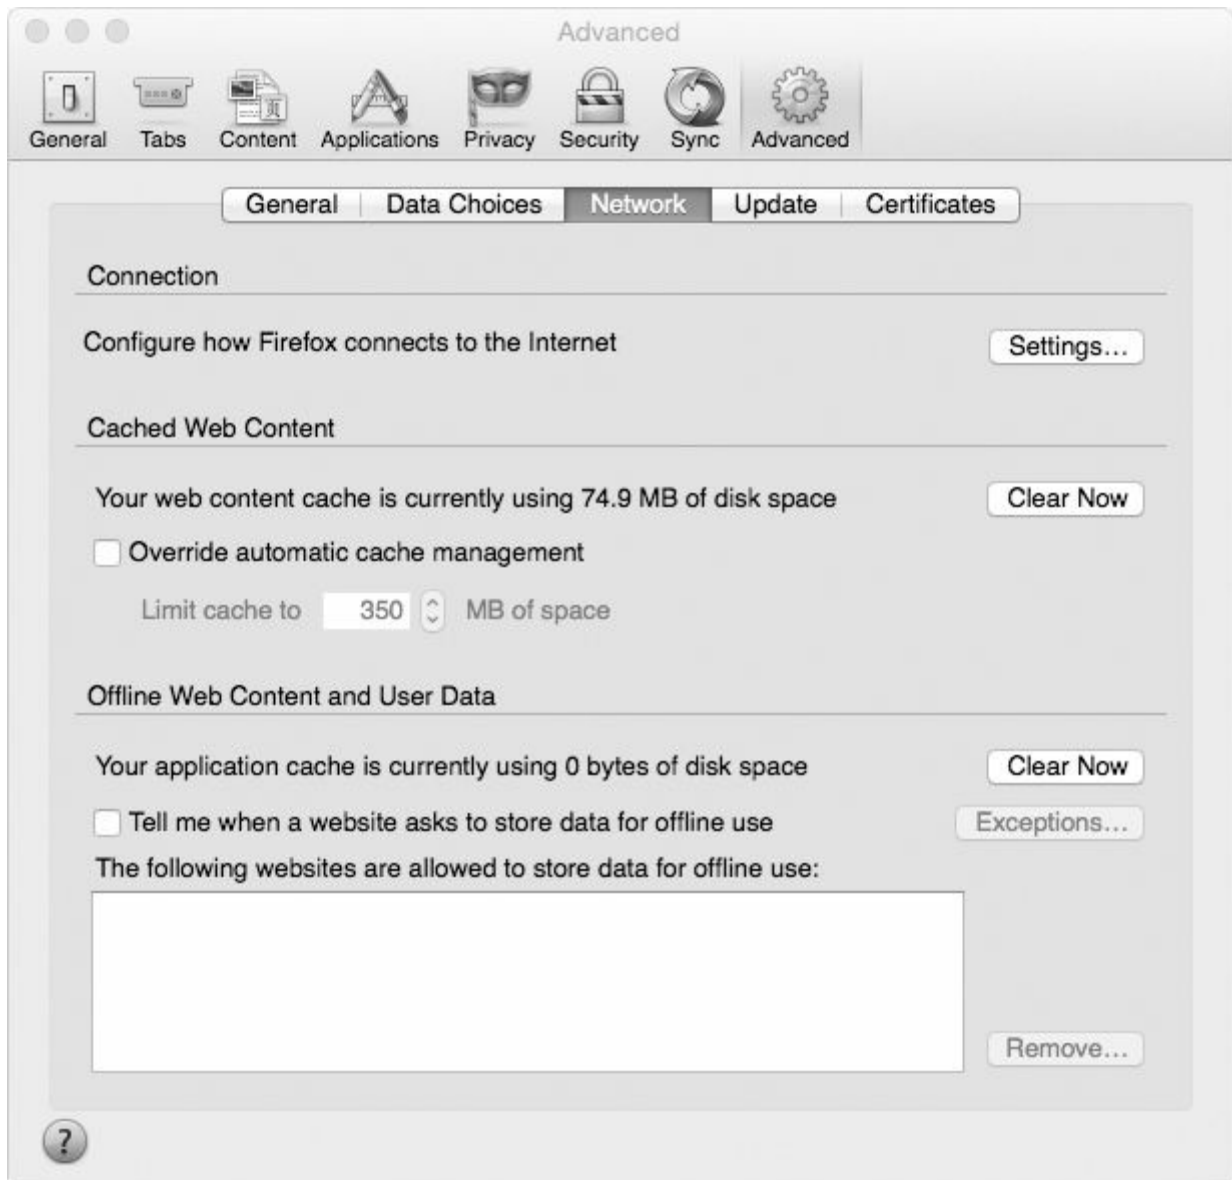 Advanced
General Tabs Content Applications Privacy Security Sync Advanced
General Data Choices Network Update Certificates
Connection
Configure how Firefox connects to the Internet Settings...
Cached Web Content
Your web content cache is currently using 74.9 MB of disk space Clear Now
Override automatic cache management
Limit cache to 350 MB of space
Offline Web Content and User Data
Your application cache is currently using 0 bytes of disk space Clear Now
Tell me when a website asks to store data for offline use Exceptions...
The following websites are allowed to store data for offline use:
Remove...
?